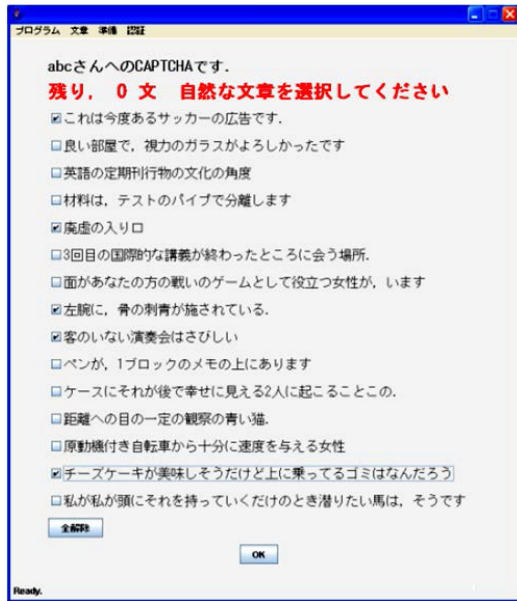 プログラム 文章 準備 認証
abcさんへのCAPTCHAです.
残り, 0 文 自然な文章を選択してください
これは今度あるサッカーの広告です.
良い部屋で, 視力のガラスがよろしかったです
英語の定期刊行物の文化の角度
材料は, テストのパイプで分離します
廃虚の入り口
3回目の国際的な講義が終わったところに会う場所.
面があなたの方の戦いのゲームとして役立つ女性が, います
左腕に, 骨の刺青が施されている.
客のいない演奏会はさびしい
ペンが, 1ブロックのメモの上にあります
ケースにそれが後で幸せに見える2人に起こることこの.
距離への目の一定の観察の青い猫.
原動機付き自転車から十分に速度を与える女性
チーズケーキが美味しそうだけど上に乗ってるゴミはなんだろう
私が私が頭にそれを持っていくだけのとき潜りたい馬は, そうです
全解除
OK
Ready.